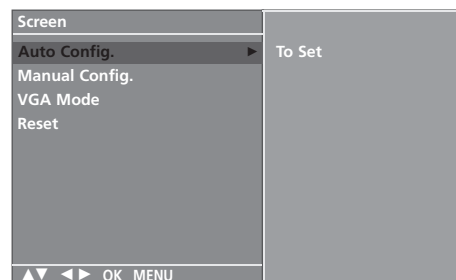 Screen
Auto Config. ► To Set
Manual Config.
VGA Mode
Reset
▲▼ ◄► OK MENU